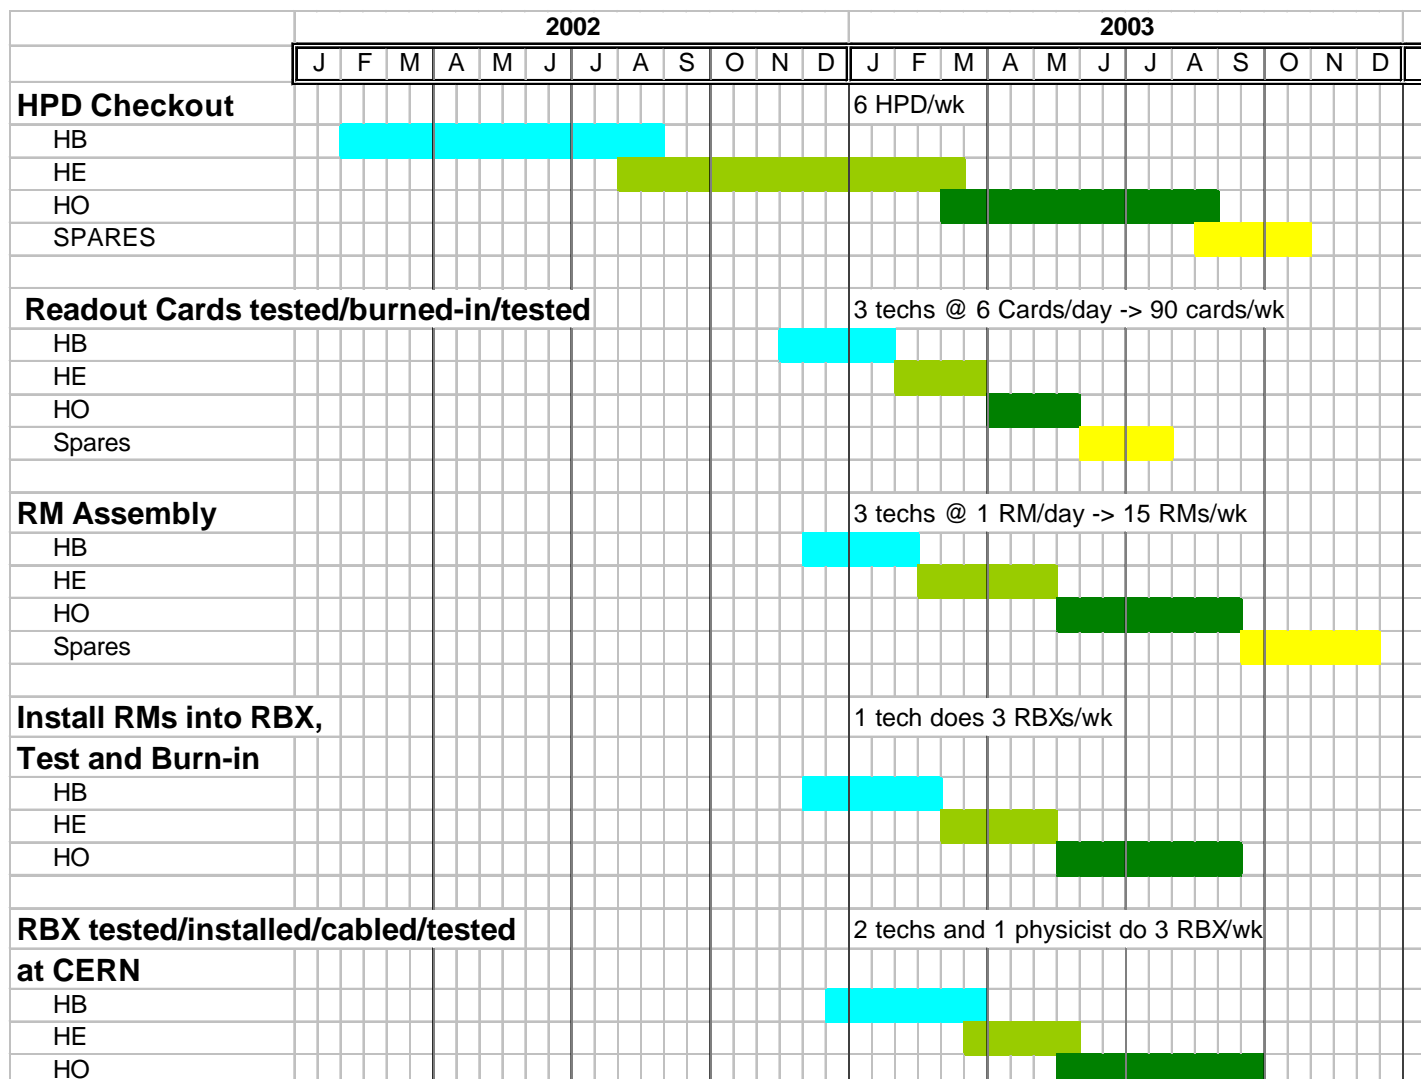 2002 2003
J F M A M J J A S O N D J F M A M J J A S O N D
HPD Checkout 6 HPD/wk
HB
HE
HO
SPARES
Readout Cards tested/burned-in/tested 3 techs @ 6 Cards/day -> 90 cards/wk
HB
HE
HO
Spares
RM Assembly 3 techs @ 1 RM/day -> 15 RMs/wk
HB
HE
HO
Spares
Install RMs into RBX, 1 tech does 3 RBXs/wk
Test and Burn-in
HB
HE
HO
RBX tested/installed/cabled/tested 2 techs and 1 physicist do 3 RBX/wk
at CERN
HB
HE
HO